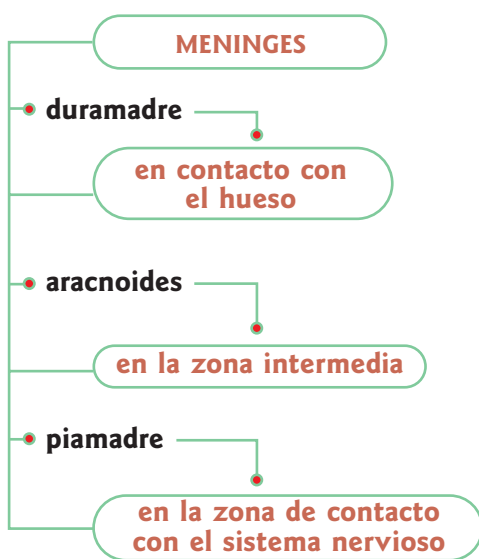 MENINGES
duramadre
en contacto con
el hueso
aracnoides
en la zona intermedia
piamadre
en la zona de contacto
con el sistema nervioso